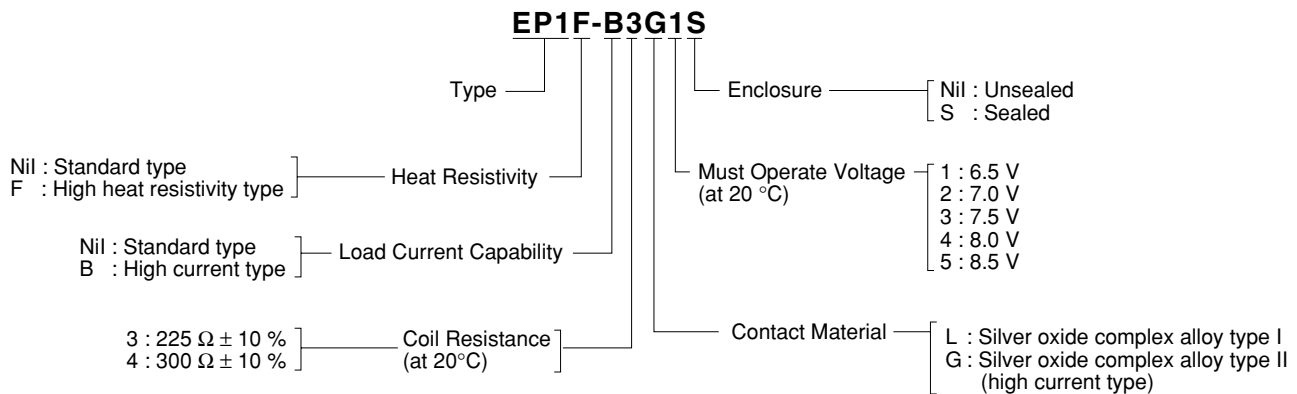 EP1F-B3G1S
Type
Enclosure
Nil : Unsealed
S : Sealed
Nil : Standard type
F : High heat resistivity type
Heat Resistivity
Must Operate Voltage
(at 20 °C)
1 : 6.5 V
2 : 7.0 V
3 : 7.5 V
4 : 8.0 V
5 : 8.5 V
Nil : Standard type
B : High current type
Load Current Capability
3 : 225 Ω ± 10 %
4 : 300 Ω ± 10 %
Coil Resistance
(at 20°C)
Contact Material
L : Silver oxide complex alloy type I
G : Silver oxide complex alloy type II
(high current type)